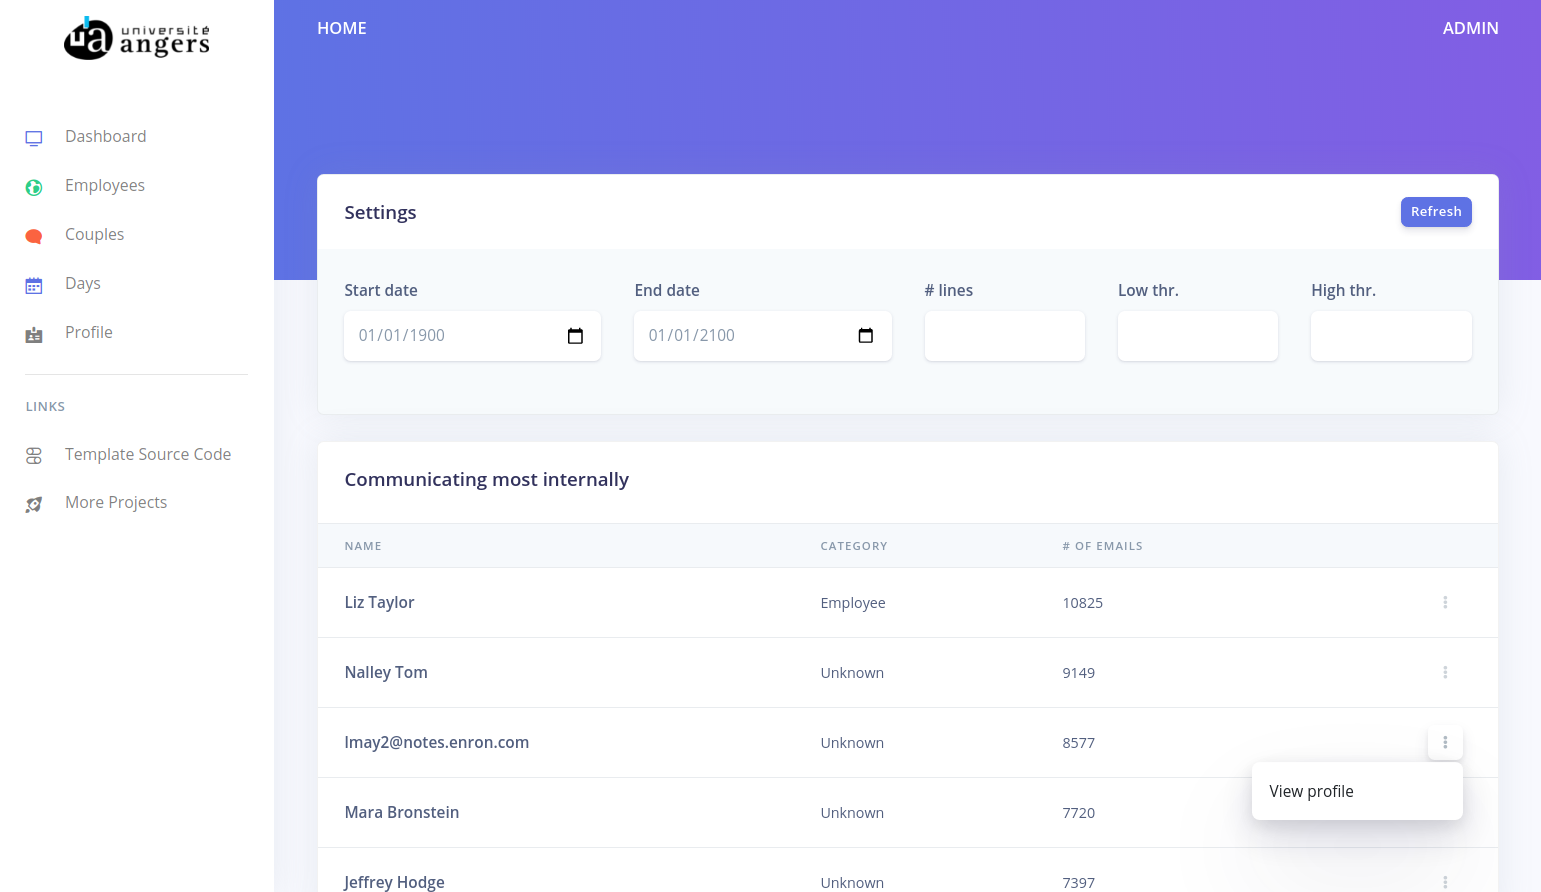 université
angers
HOME
ADMIN
Dashboard
Employees
Couples
Days
Profile
LINKS
Template Source Code
More Projects
Settings
Refresh
Start date
End date
# lines
Low thr.
High thr.
01/01/1900
01/01/2100
Communicating most internally
NAME CATEGORY # OF EMAILS
Liz Taylor Employee 10825
Nalley Tom Unknown 9149
lmay2@notes.enron.com Unknown 8577
View profile
Mara Bronstein Unknown 7720
Jeffrey Hodge Unknown 7397